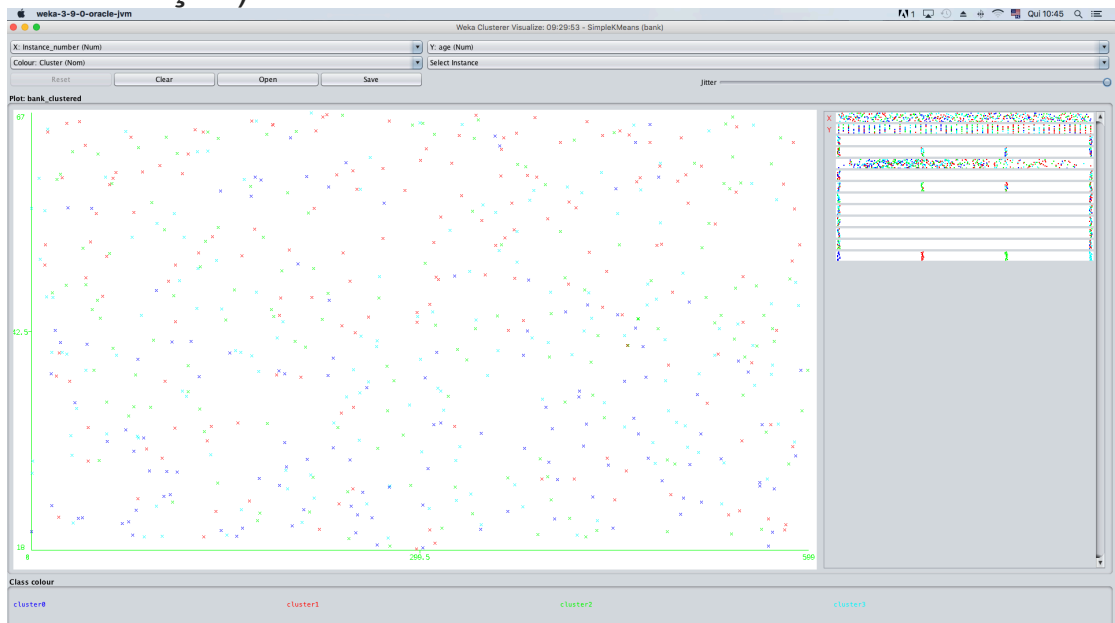 weka-3-9-0-oracle-jvm 1 Qui 10:45
Weka Clusterer Visualize: 09:29:53 - SimpleKMeans (bank)
X: Instance_number (Num) Y: age (Num)
Colour: Cluster (Nom) Select Instance
Reset Clear Open Save Jitter
Plot: bank_clustered
67
X
Y
18
0 299.5 599
Class colour
cluster0 cluster1 cluster2 cluster3